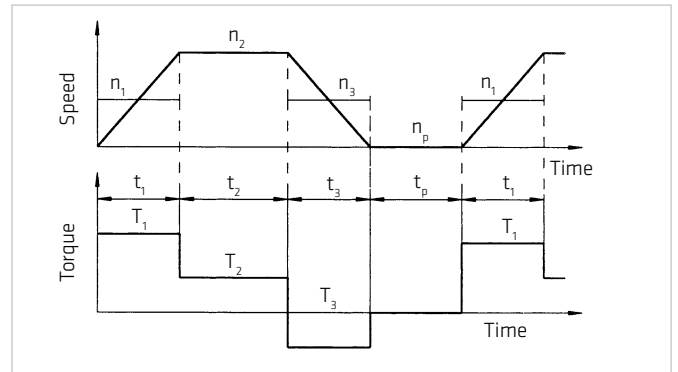 Speed
n₁
n₂
n₃
nₚ
n₁
Time
t₁
t₂
t₃
tₚ
t₁
Torque
T₁
T₂
T₃
T₁
Time